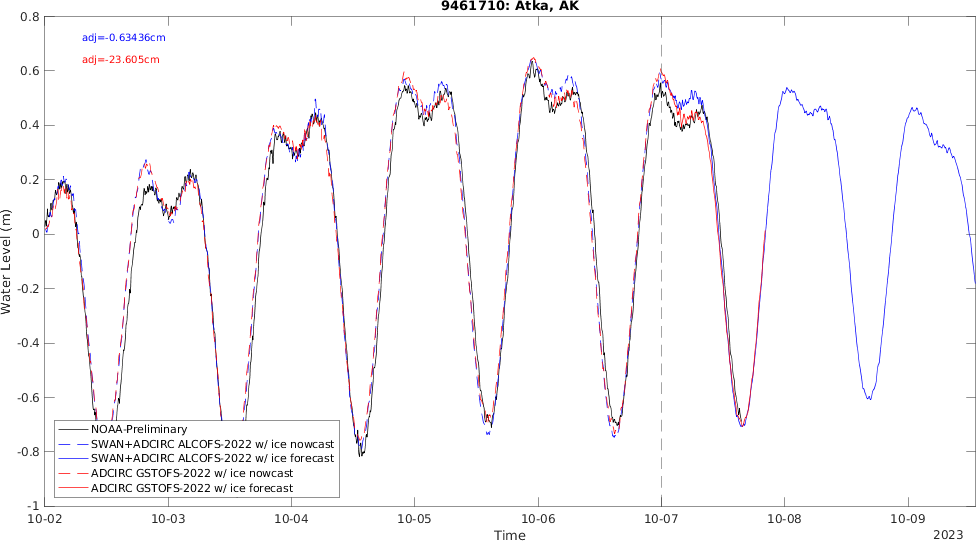 9461710: Atka, AK
adj=-0.63436cm
adj=-23.605cm
0.8
0.6
0.4
0.2
0
-0.2
-0.4
-0.6
-0.8
-1
Water Level (m)
NOAA-Preliminary
SWAN+ADCIRC ALCOFS-2022 w/ ice nowcast
SWAN+ADCIRC ALCOFS-2022 w/ ice forecast
ADCIRC GSTOFS-2022 w/ ice nowcast
ADCIRC GSTOFS-2022 w/ ice forecast
10-02 10-03 10-04 10-05 10-06 10-07 10-08 10-09
Time
2023